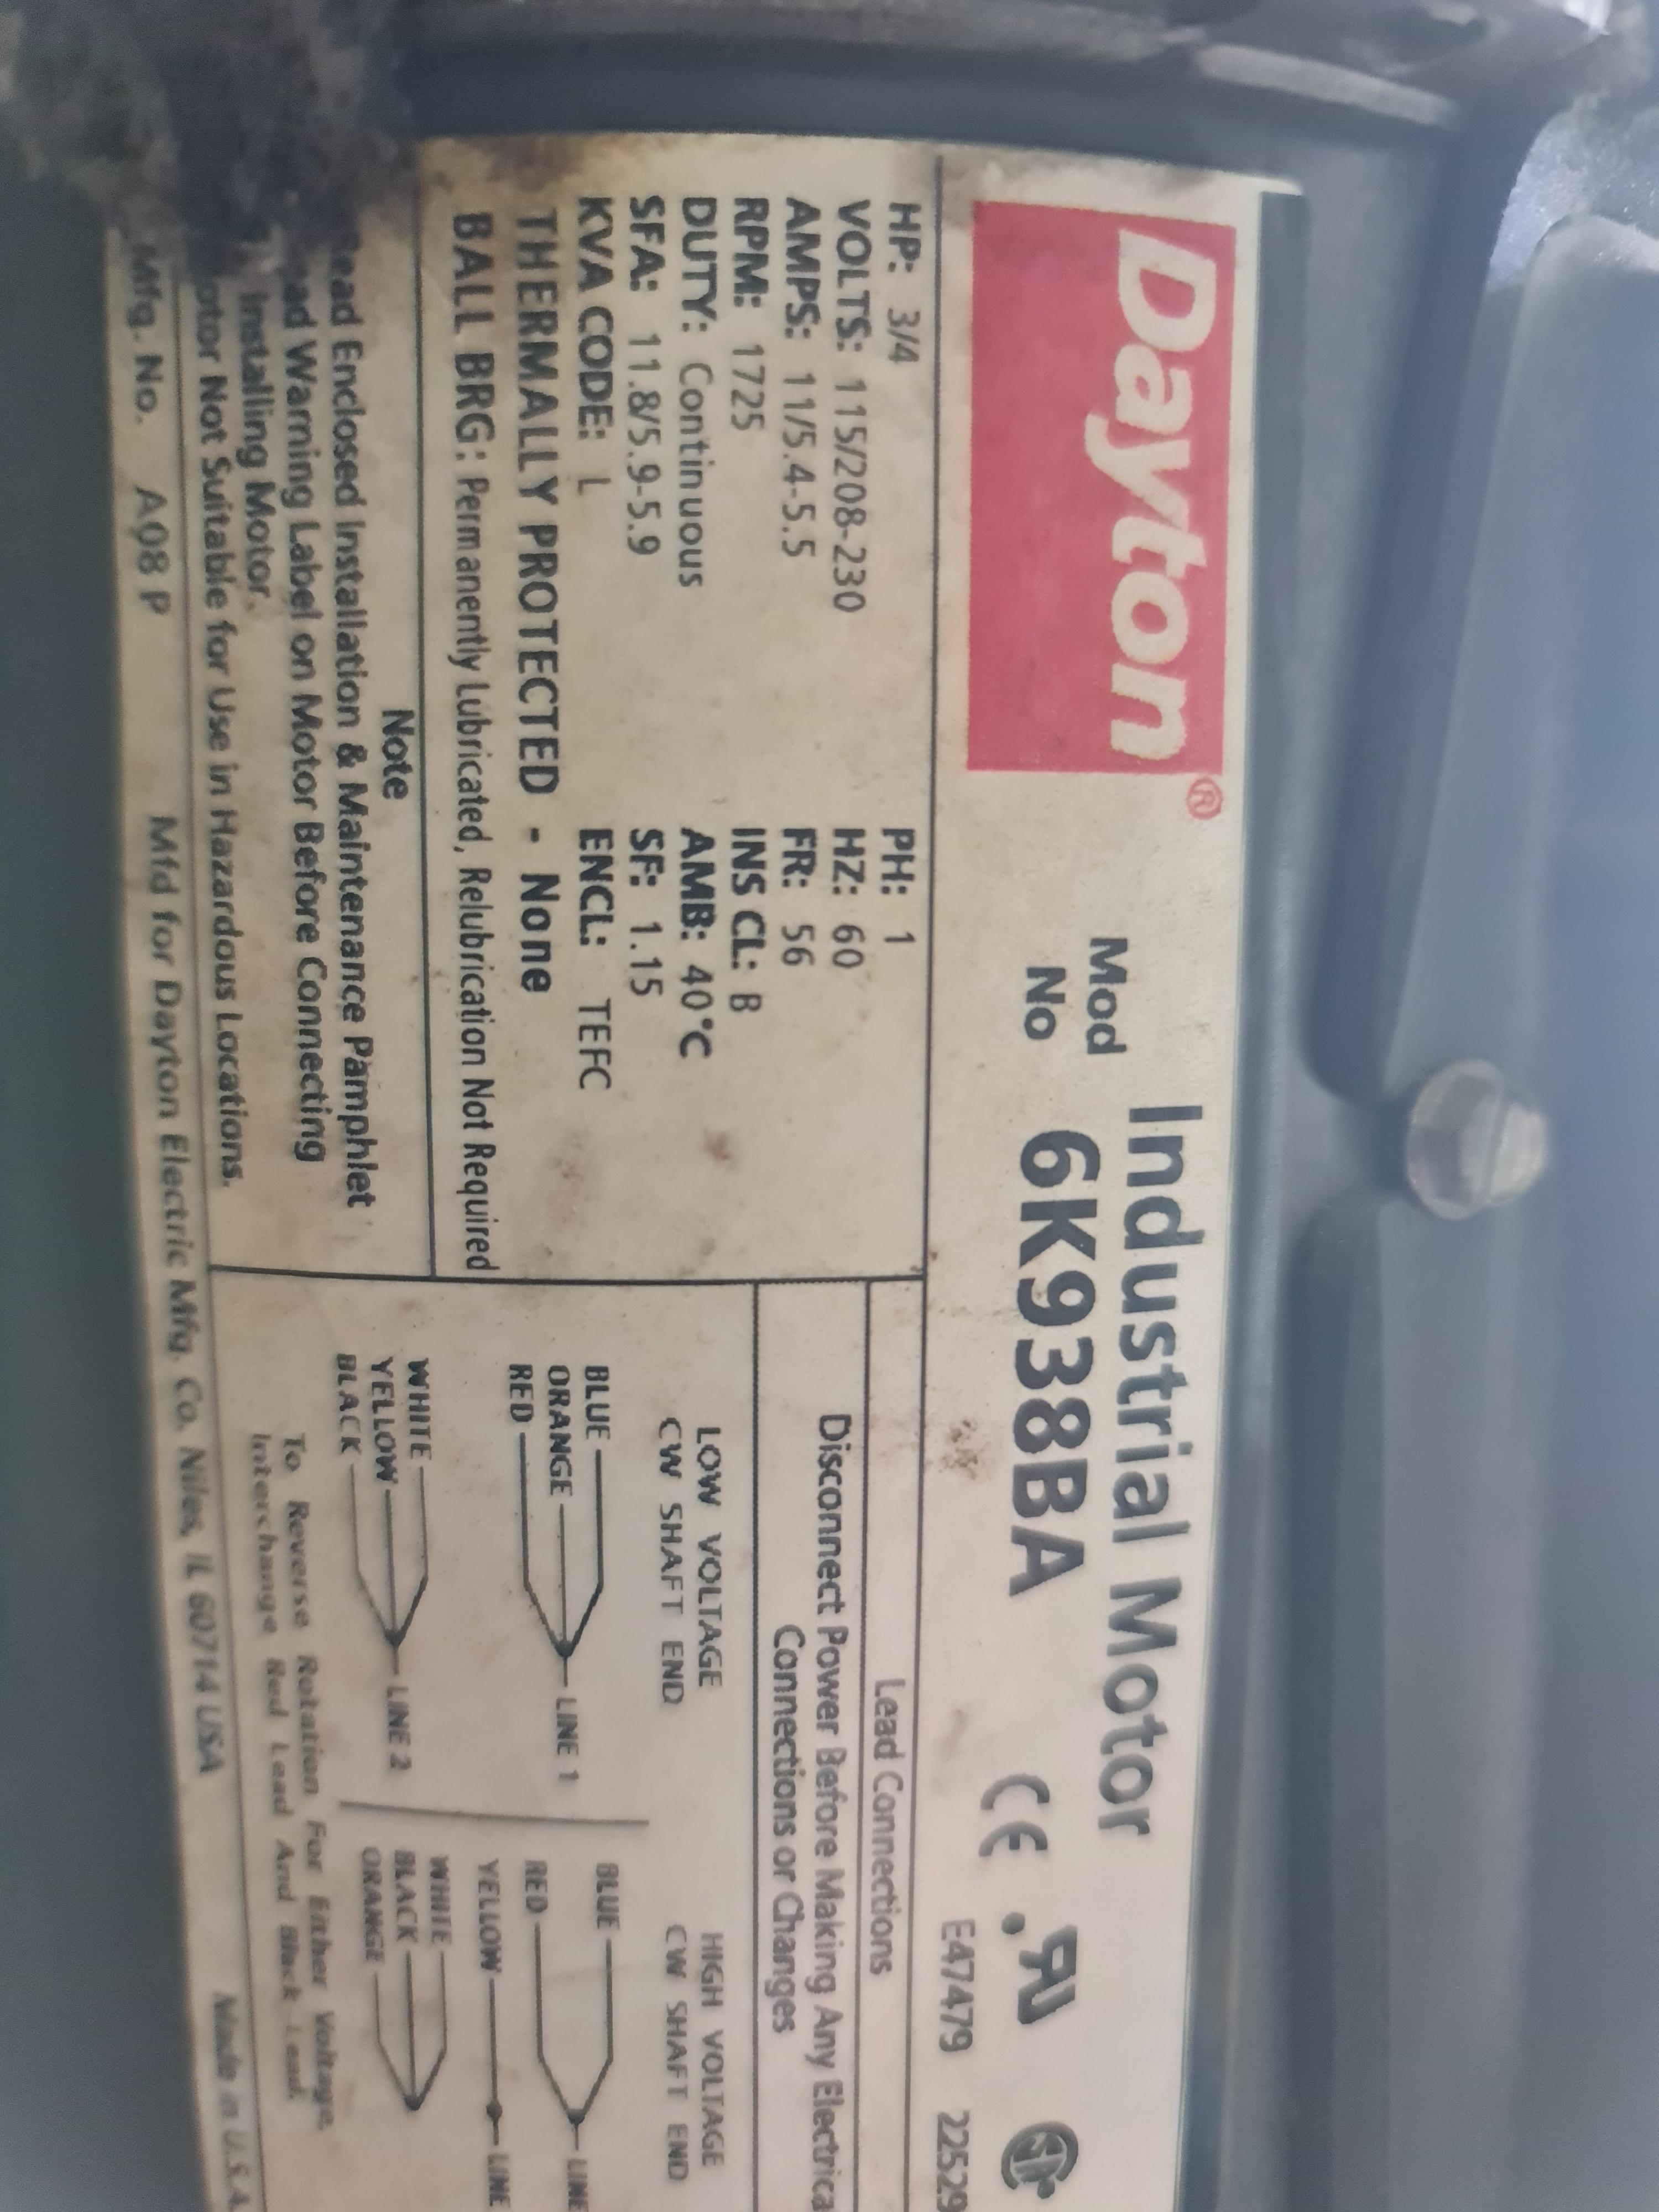 Dayton®
Industrial Motor
Mod No 6K938BA
E47479 22529
HP: 3/4 PH: 1
VOLTS: 115/208-230 HZ: 60
AMPS: 11/5.4-5.5 FR: 56
RPM: 1725 INS CL: B
DUTY: Continuous AMB: 40°C
SFA: 11.8/5.9-5.9 SF: 1.15
KVA CODE: L ENCL: TEFC
THERMALLY PROTECTED - None
BALL BRG: Permanently Lubricated, Relubrication Not Required
Note
Read Enclosed Installation & Maintenance Pamphlet
Warning Label on Motor Before Connecting
Installing Motor.
Not Suitable for Use in Hazardous Locations.
Lead Connections
Disconnect Power Before Making Any Electrica
Connections or Changes
LOW VOLTAGE
CW SHAFT END
BLUE
ORANGE LINE 1
RED
WHITE
YELLOW LINE 2
BLACK
HIGH VOLTAGE
CW SHAFT END
BLUE
RED LINE
YELLOW LINE
WHITE
BLACK
ORANGE
To Reverse Rotation For Either Voltage,
Interchange Red Lead And Black Lead.
Mfg. No. A08 P Mfd for Dayton Electric Mfg. Co. Niles, IL 60714 USA Made in U.S.A.